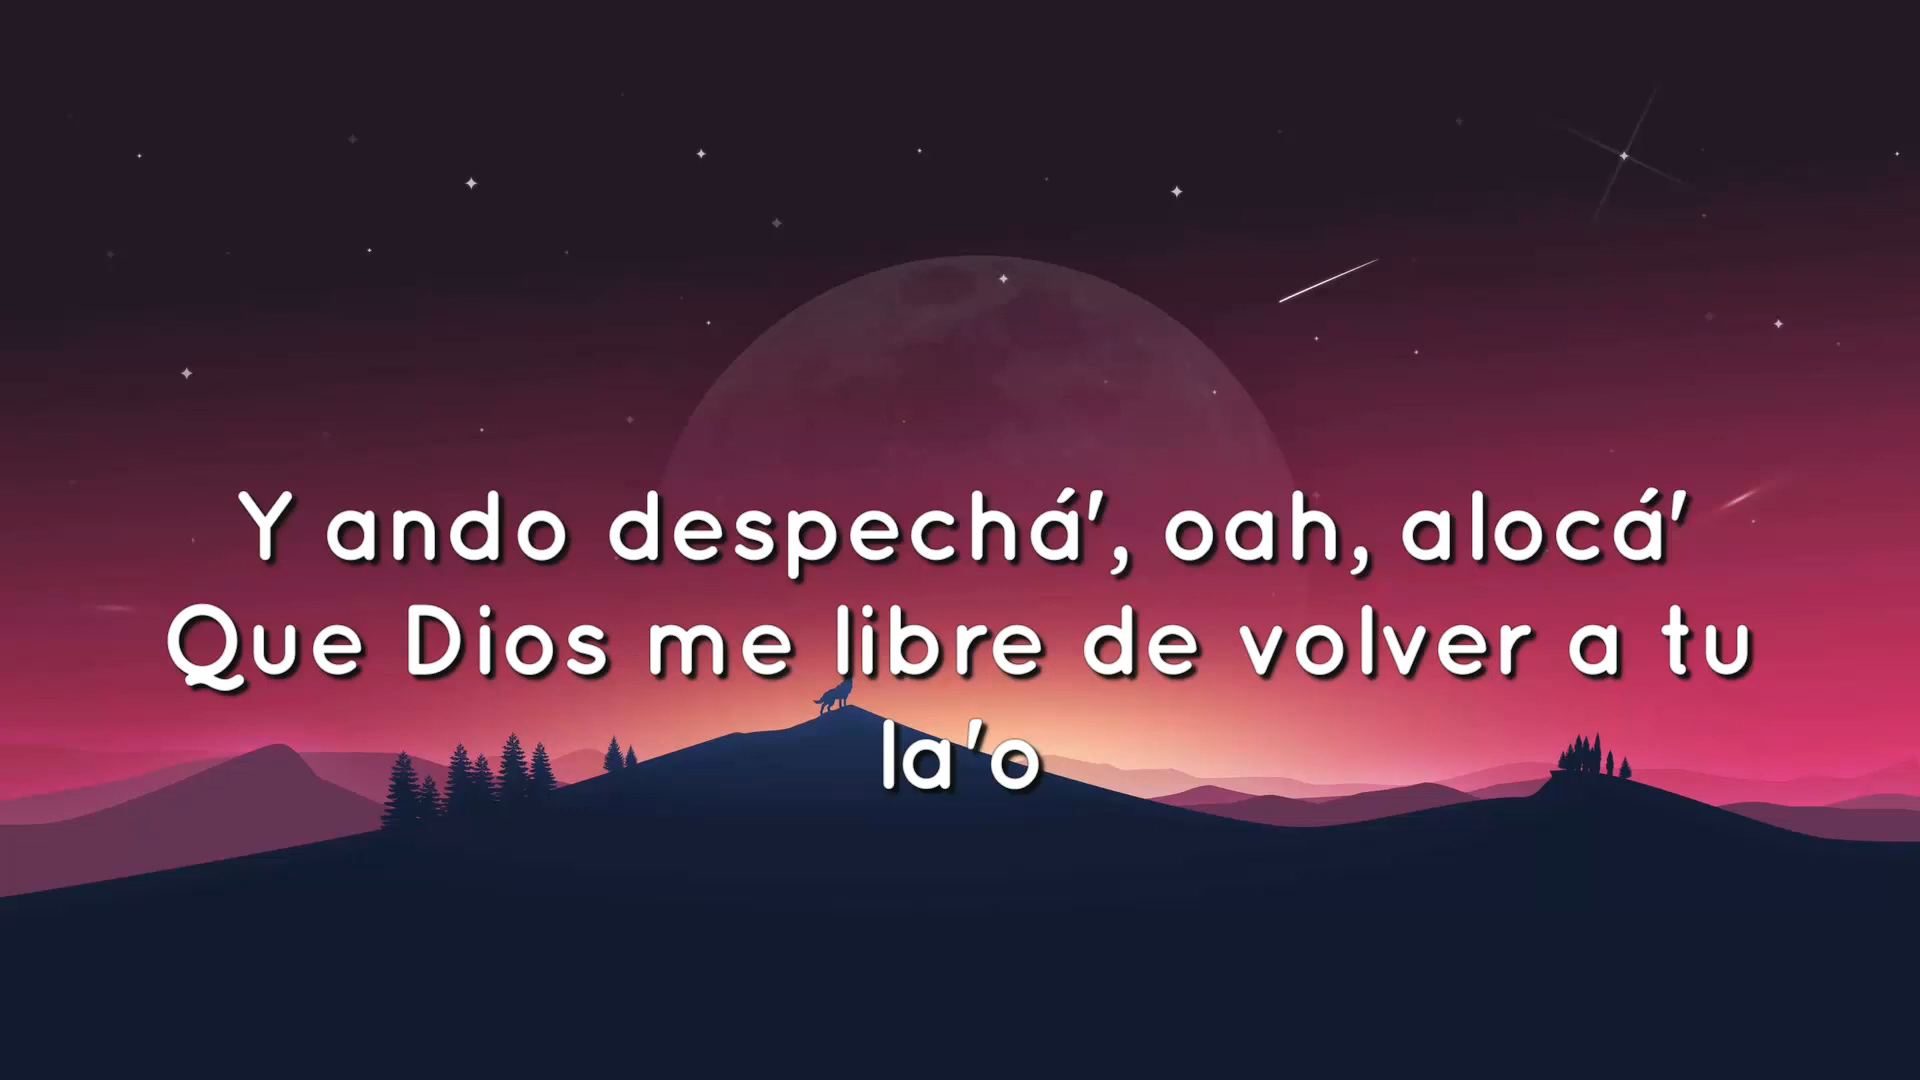 Y ando despechá', oah, alocá'
Que Dios me libre de volver a tu
la'o